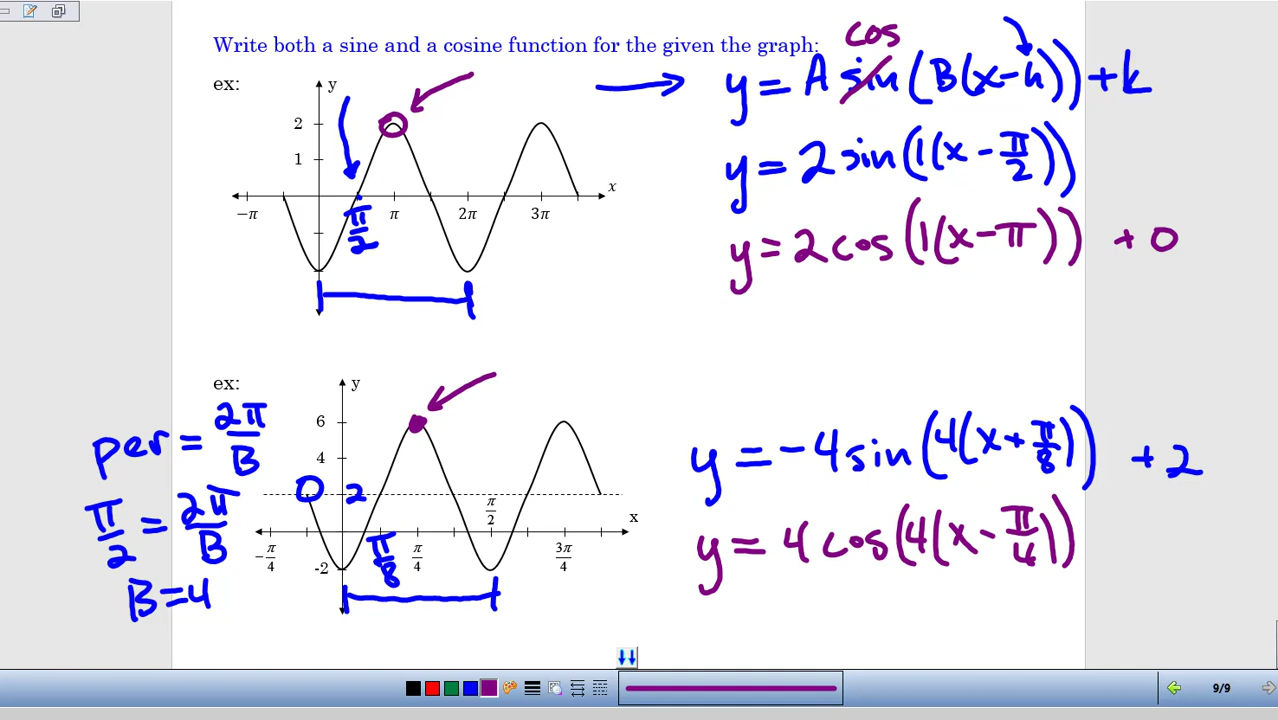 Write both a sine and a cosine function for the given the graph:
cos
ex:
y
y = A sin (B(x-h)) + k
2
1
y = 2 sin (1(x - π/2))
x
-π
π/2
π
2π
3π
y = 2 cos (1(x - π)) + 0
ex:
y
per = 2π/B
6
4
y = -4 sin (4(x + π/8)) + 2
2
π/2 = 2π/B
π/2
x
-π/4
π/8
π/4
3π/4
y = 4 cos (4(x - π/4))
-2
B = 4
9/9